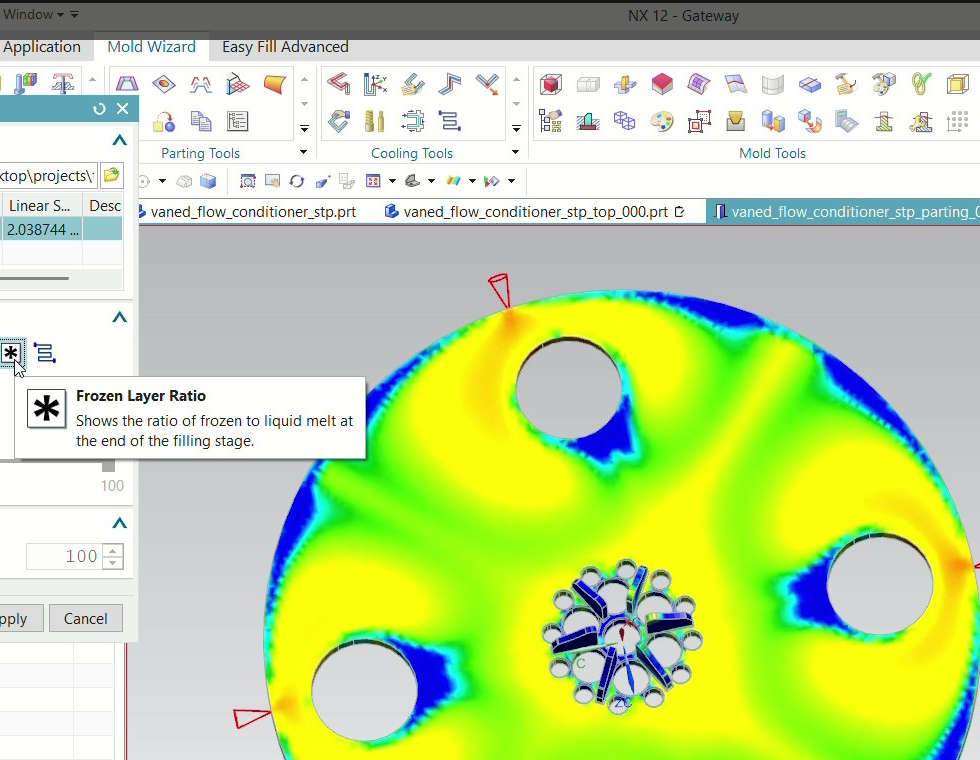 Window
NX 12 - Gateway
Application
Mold Wizard
Easy Fill Advanced
Parting Tools
Cooling Tools
Mold Tools
ktop\projects\
vaned_flow_conditioner_stp.prt
vaned_flow_conditioner_stp_top_000.prt
vaned_flow_conditioner_stp_parting_0
Linear S...
Desc
2.038744 ...
Frozen Layer Ratio
Shows the ratio of frozen to liquid melt at
the end of the filling stage.
100
100
pply
Cancel
C
ZC